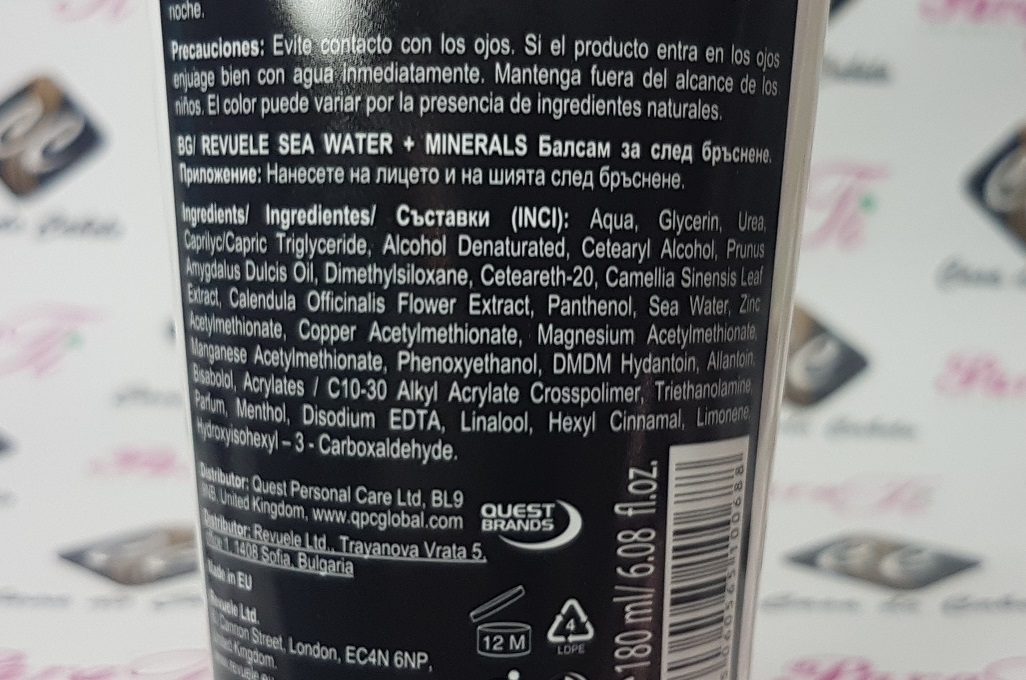 noche.
Precauciones: Evite contacto con los ojos. Si el producto entra en los ojos
enjuage bien con agua inmediatamente. Mantenga fuera del alcance de los
niños. El color puede variar por la presencia de ingredientes naturales.
BG/ REVUELE SEA WATER + MINERALS Балсам за след бръснене.
Приложение: Нанесете на лицето и на шията след бръснене.
Ingredients/ Ingredientes/ Съставки (INCI): Aqua, Glycerin, Urea,
Caprilyc/Capric Triglyceride, Alcohol Denaturated, Cetearyl Alcohol, Prunus
Amygdalus Dulcis Oil, Dimethylsiloxane, Ceteareth-20, Camellia Sinensis Leaf
Extract, Calendula Officinalis Flower Extract, Panthenol, Sea Water, Zinc
Acetylmethionate, Copper Acetylmethionate, Magnesium Acetylmethionate,
Manganese Acetylmethionate, Phenoxyethanol, DMDM Hydantoin, Allantoin,
Bisabolol, Acrylates / C10-30 Alkyl Acrylate Crosspolimer, Triethanolamine,
Parfum, Menthol, Disodium EDTA, Linalool, Hexyl Cinnamal, Limonene,
Hydroxyisohexyl – 3 - Carboxaldehyde.
Distributor: Quest Personal Care Ltd, BL9
United Kingdom, www.qpcglobal.com
QUEST
BRANDS
Distributor: Revuele Ltd., Trayanova Vrata 5,
1, 1408 Sofia, Bulgaria
Made in EU
Revuele Ltd.
Cannon Street, London, EC4N 6NP,
Kingdom.
12 M
4
LDPE
180 ml/ 6.08 fl.oz.